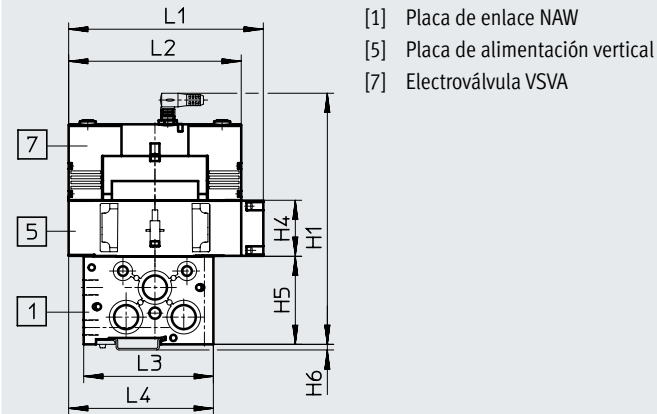 L1
L2
[1] Placa de enlace NAW
[5] Placa de alimentación vertical
[7] Electroválvula VSVA
7
5
1
H4
H1
H5
H6
L3
L4